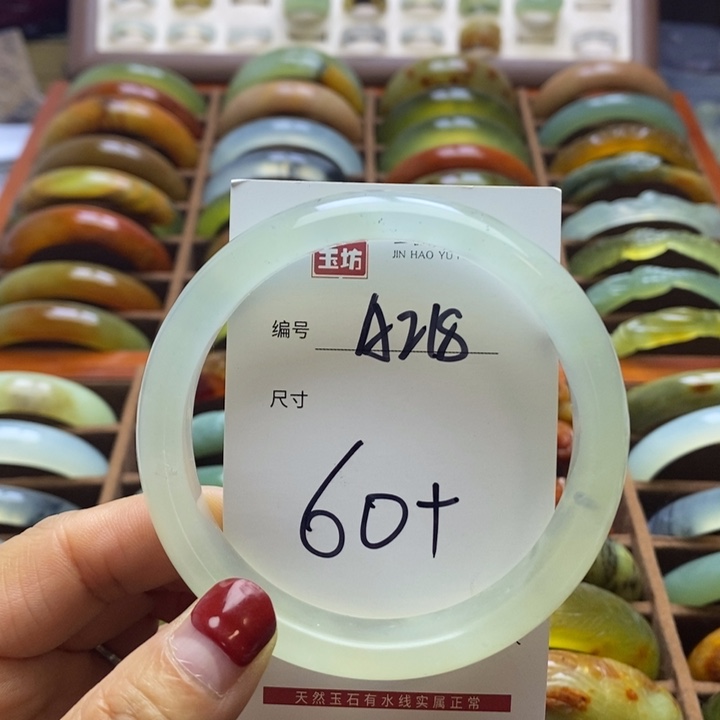 玉坊
JIN HAO YU
编号 A218
尺寸
60+
天然玉石有水线实属正常